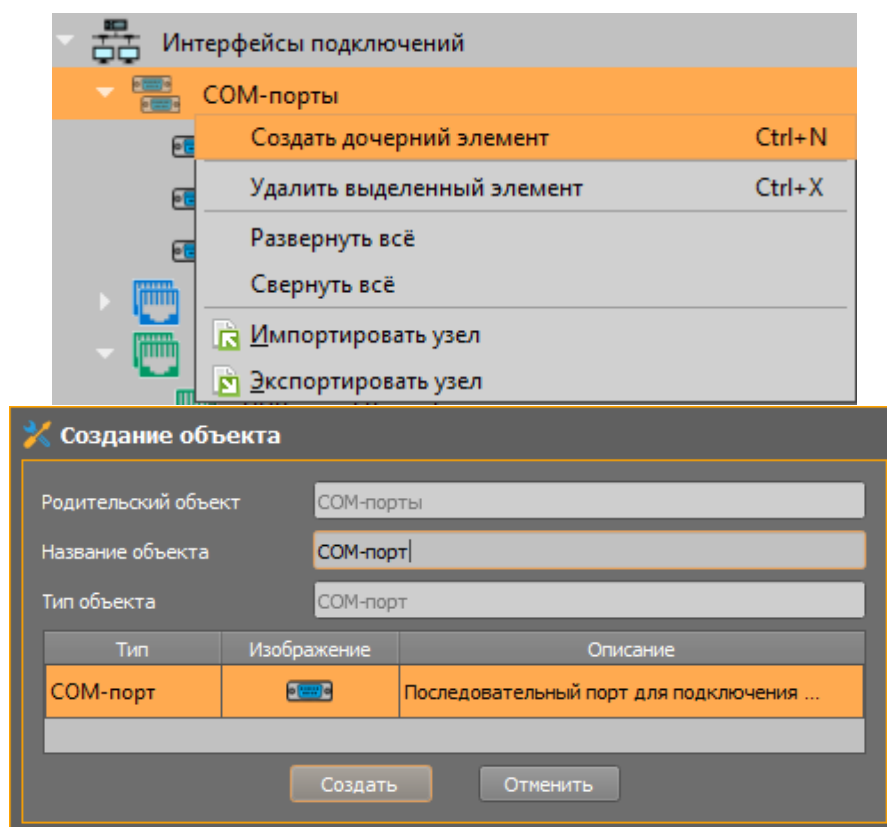 Интерфейсы подключений
COM-порты
Создать дочерний элемент Ctrl+N
Удалить выделенный элемент Ctrl+X
Развернуть всё
Свернуть всё
Импортировать узел
Экспортировать узел
Создание объекта
Родительский объект COM-порты
Название объекта COM-порт
Тип объекта COM-порт
Тип Изображение Описание
COM-порт Последовательный порт для подключения ...
Создать Отменить